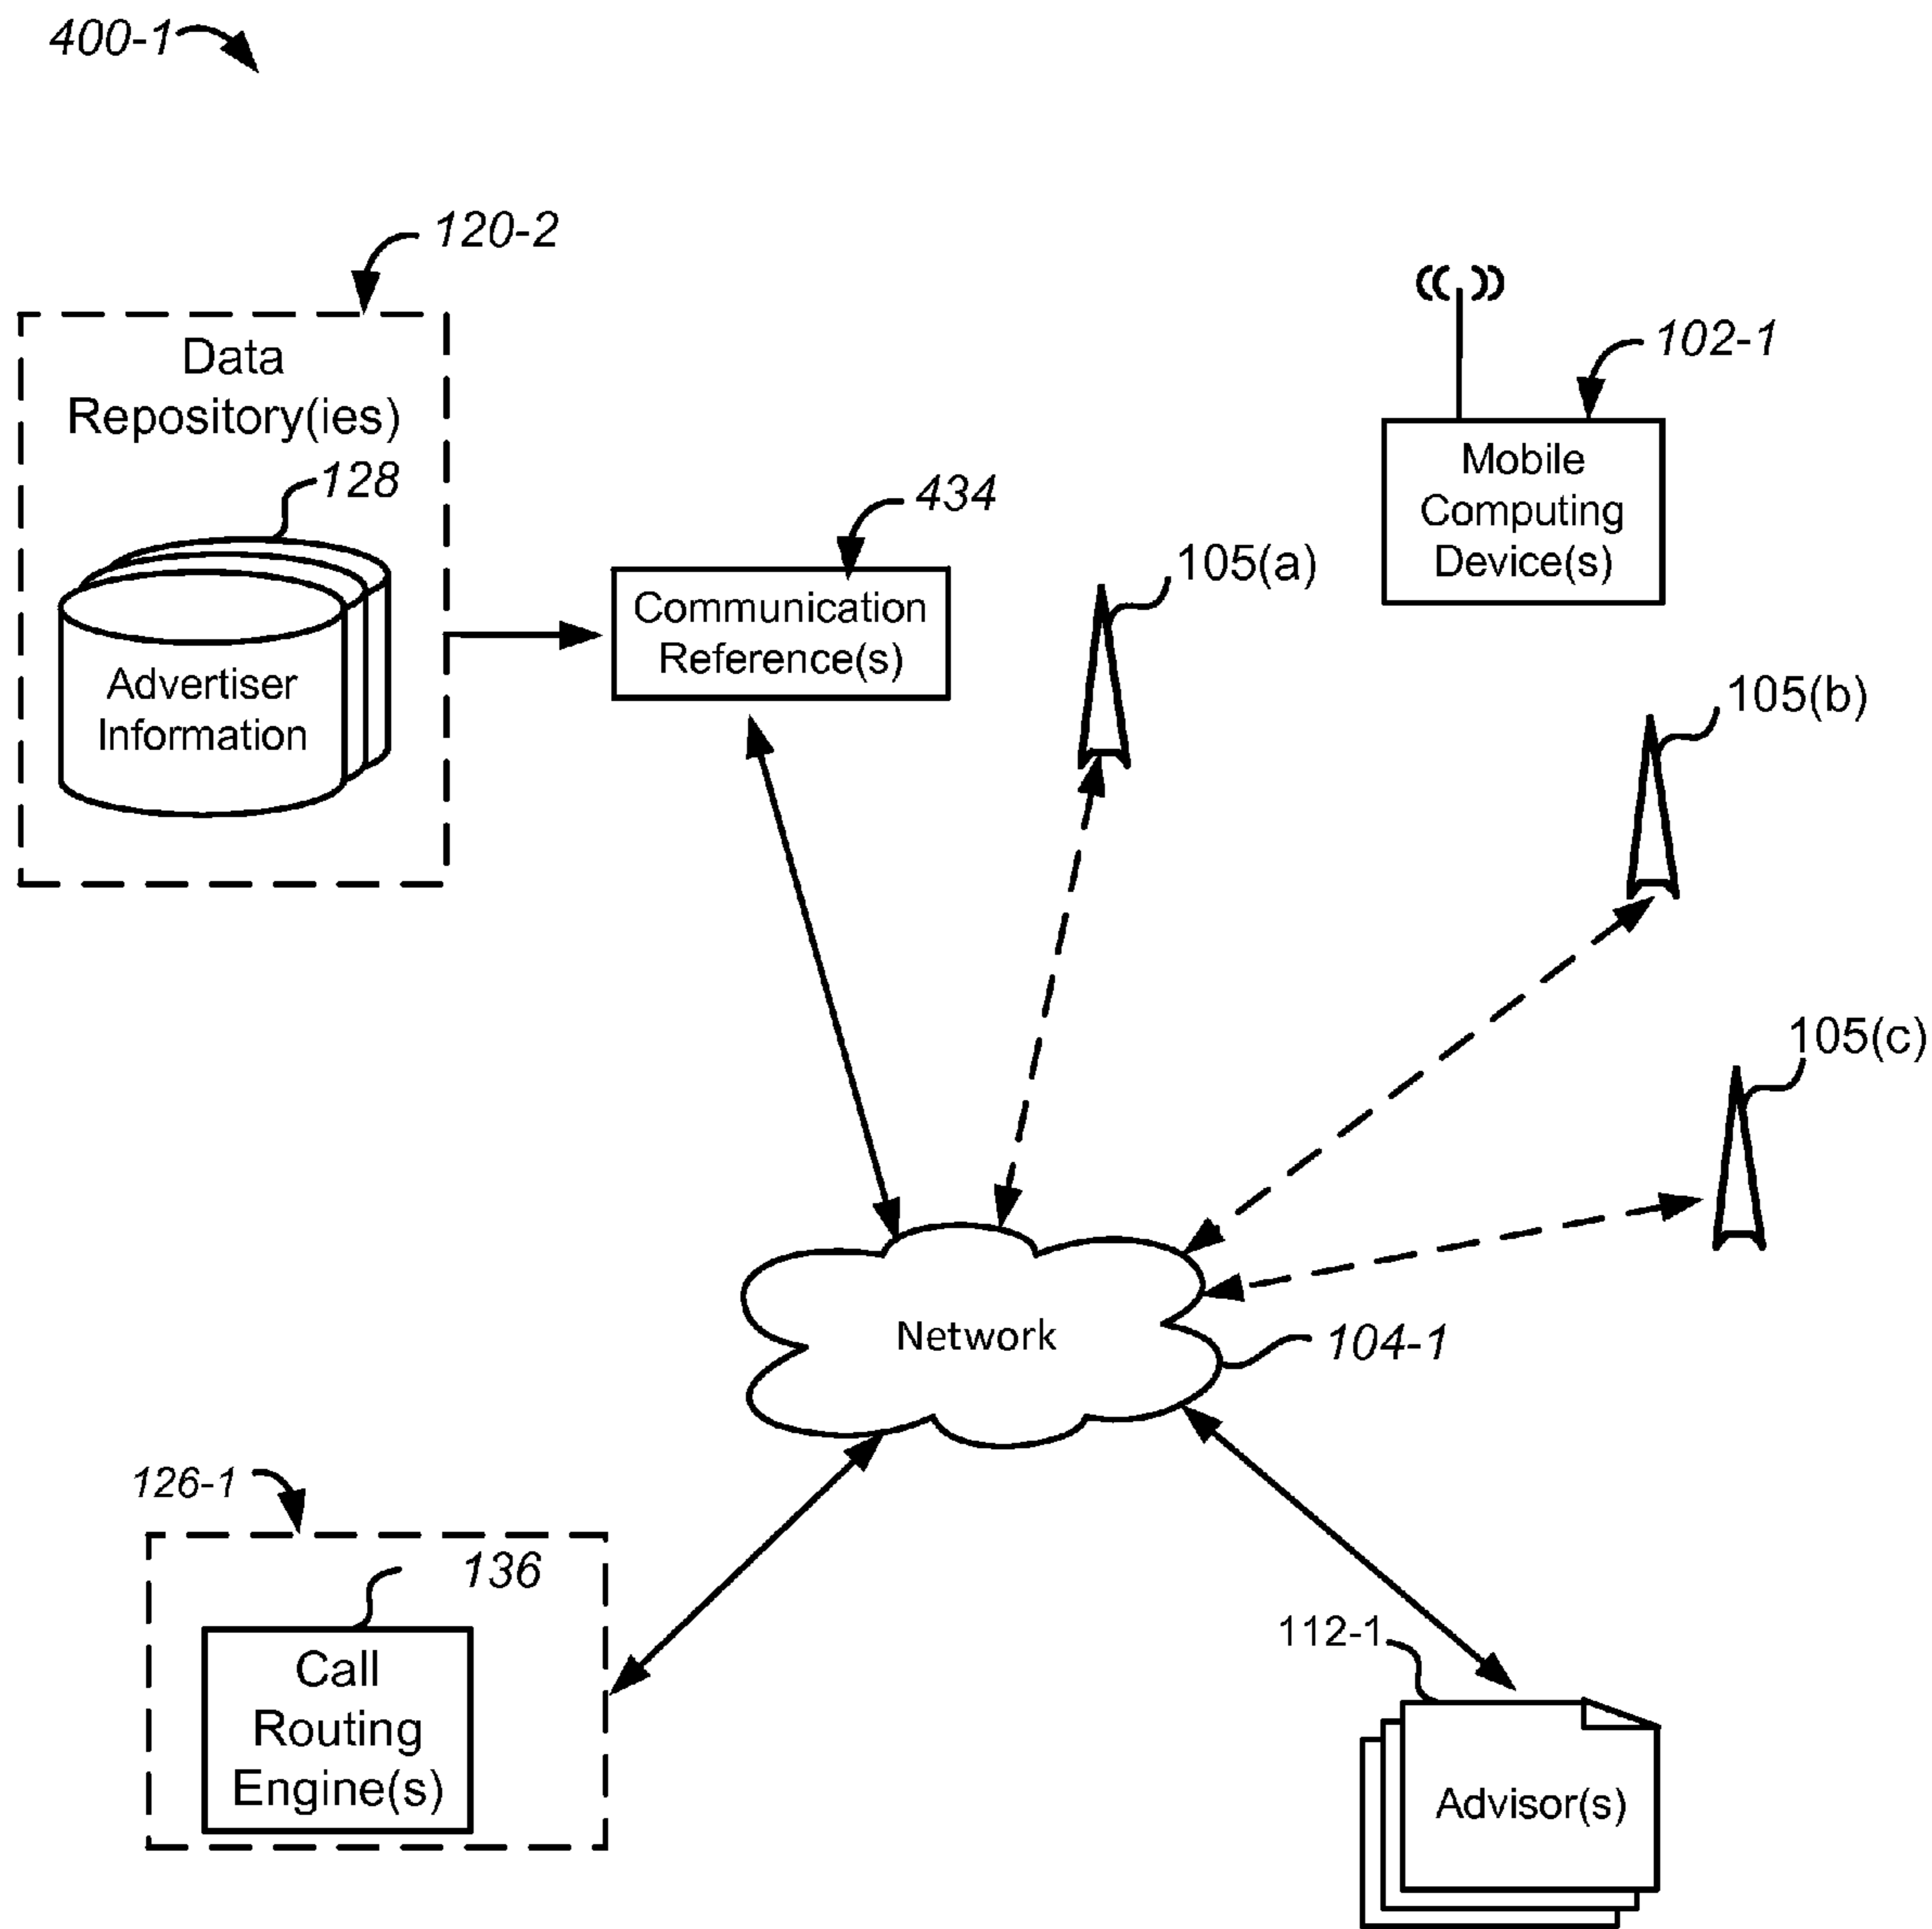 400-1
120-2
Data
Repository(ies)
128
Advertiser
Information
434
Communication
Reference(s)
102-1
Mobile
Computing
Device(s)
105(a)
105(b)
105(c)
Network
104-1
126-1
136
Call
Routing
Engine(s)
112-1
Advisor(s)